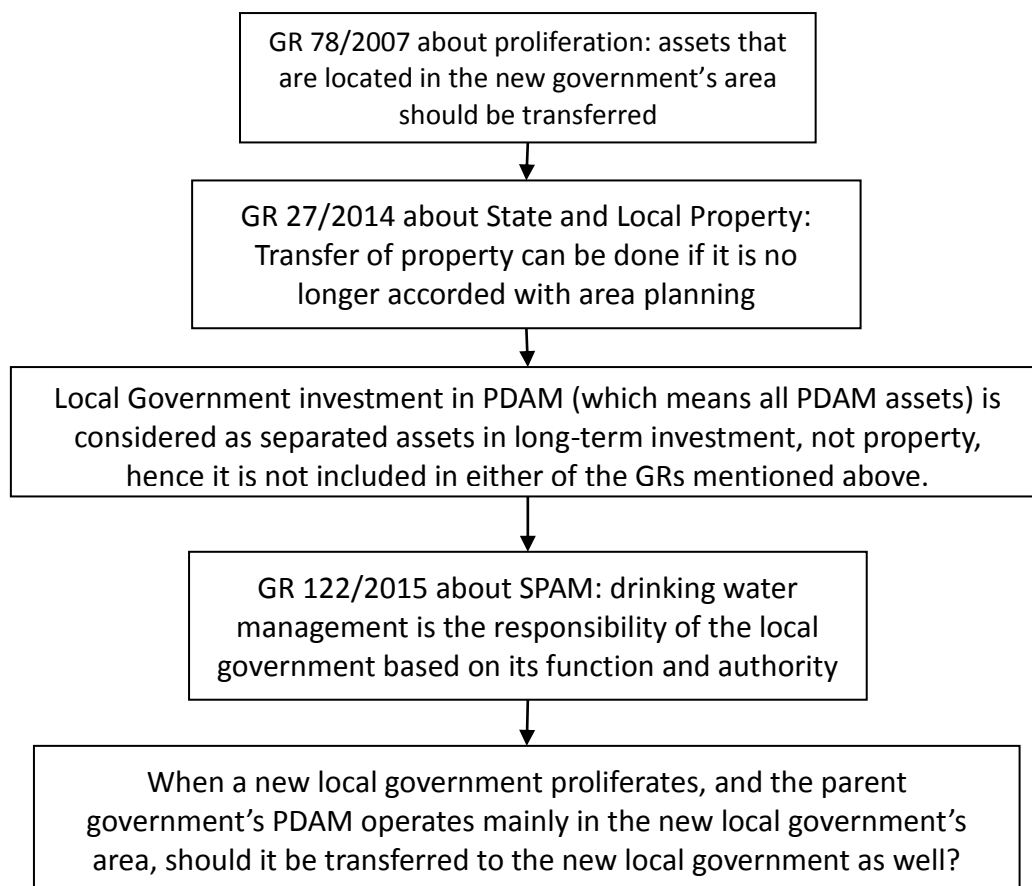 GR 78/2007 about proliferation: assets that
are located in the new government’s area
should be transferred
GR 27/2014 about State and Local Property:
Transfer of property can be done if it is no
longer accorded with area planning
Local Government investment in PDAM (which means all PDAM assets) is
considered as separated assets in long-term investment, not property,
hence it is not included in either of the GRs mentioned above.
GR 122/2015 about SPAM: drinking water
management is the responsibility of the local
government based on its function and authority
When a new local government proliferates, and the parent
government’s PDAM operates mainly in the new local government’s
area, should it be transferred to the new local government as well?